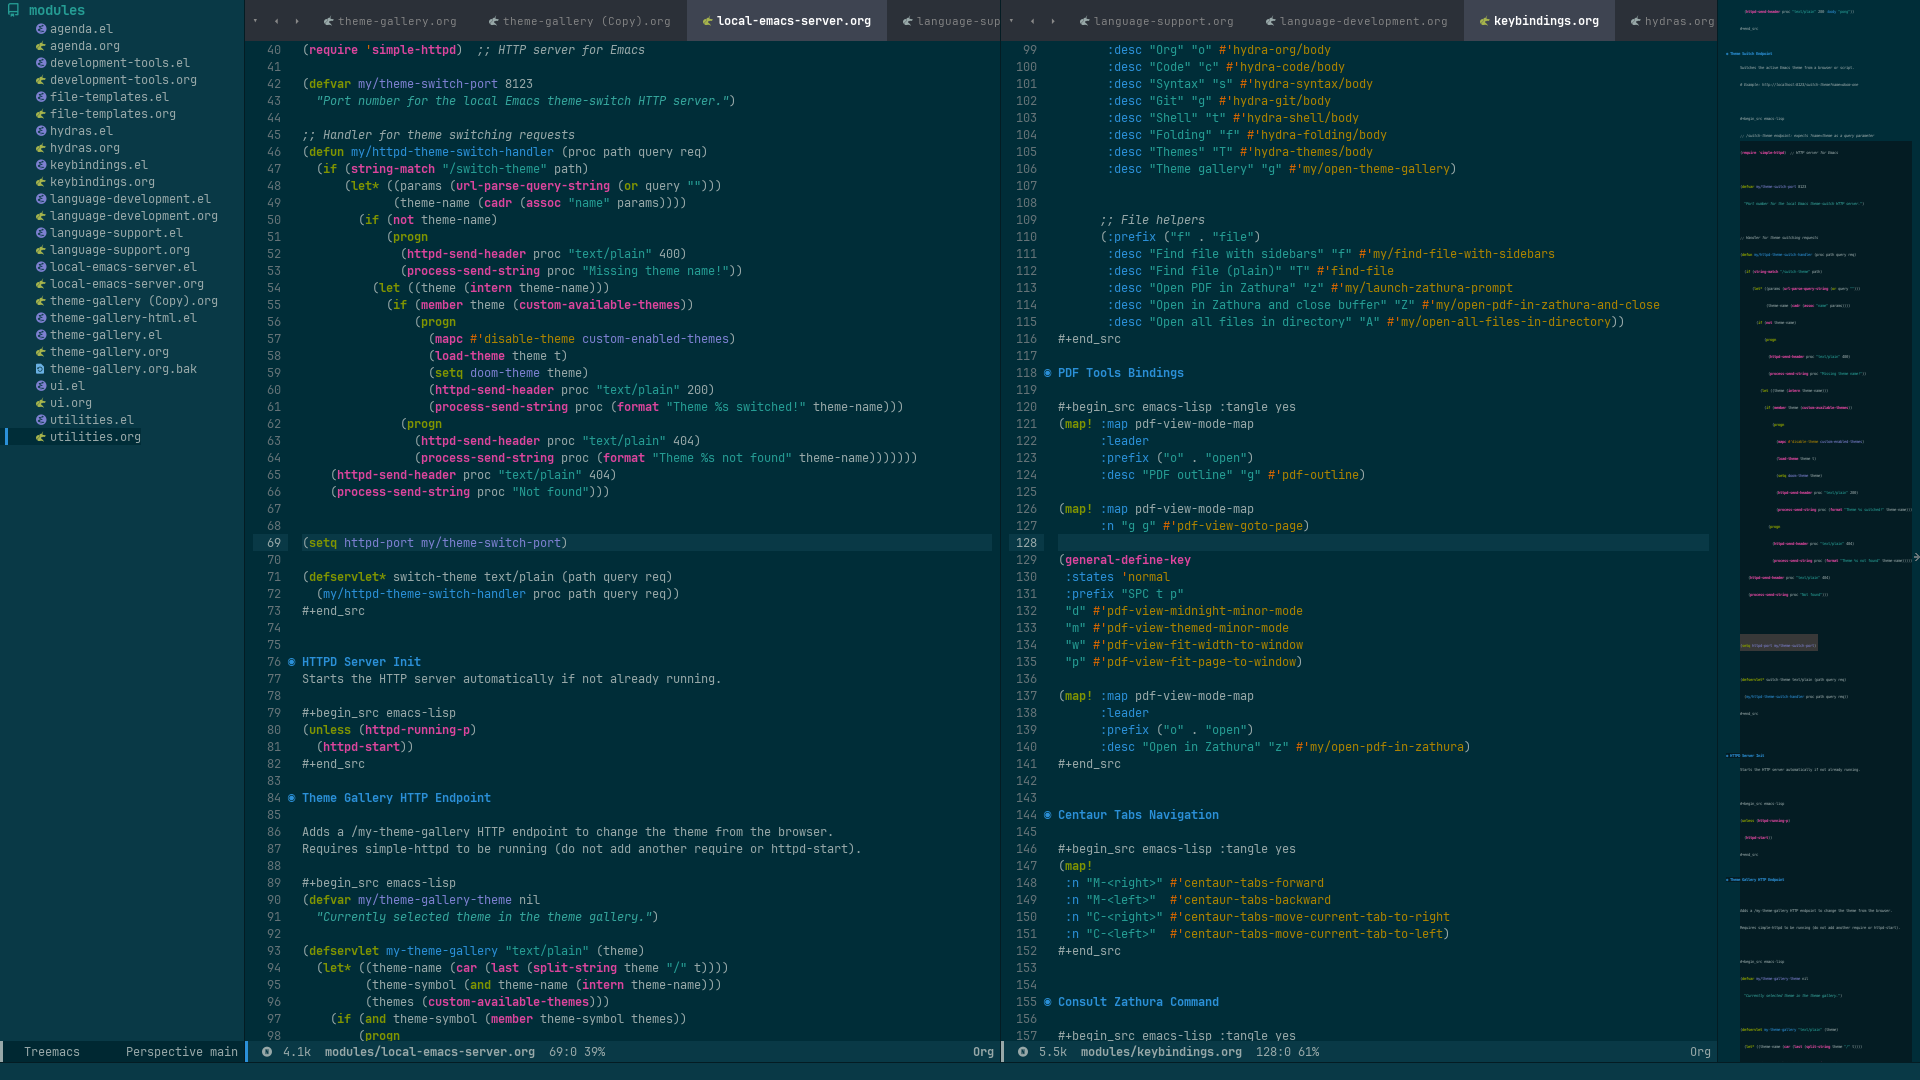 modules
agenda.el
agenda.org
development-tools.el
development-tools.org
file-templates.el
file-templates.org
hydras.el
hydras.org
keybindings.el
keybindings.org
language-development.el
language-development.org
language-support.el
language-support.org
local-emacs-server.el
local-emacs-server.org
theme-gallery (Copy).org
theme-gallery-html.el
theme-gallery.el
theme-gallery.org
theme-gallery.org.bak
ui.el
ui.org
utilities.el
utilities.org
Treemacs Perspective main
theme-gallery.org theme-gallery (Copy).org local-emacs-server.org language-sup
40 (require 'simple-httpd)  ;; HTTP server for Emacs
41
42 (defvar my/theme-switch-port 8123
43   "Port number for the local Emacs theme-switch HTTP server.")
44
45 ;; Handler for theme switching requests
46 (defun my/httpd-theme-switch-handler (proc path query req)
47   (if (string-match "/switch-theme" path)
48       (let* ((params (url-parse-query-string (or query "")))
49              (theme-name (cadr (assoc "name" params))))
50         (if (not theme-name)
51             (progn
52               (httpd-send-header proc "text/plain" 400)
53               (process-send-string proc "Missing theme name!"))
54           (let ((theme (intern theme-name)))
55             (if (member theme (custom-available-themes))
56                 (progn
57                   (mapc #'disable-theme custom-enabled-themes)
58                   (load-theme theme t)
59                   (setq doom-theme theme)
60                   (httpd-send-header proc "text/plain" 200)
61                   (process-send-string proc (format "Theme %s switched!" theme-name)))
62               (progn
63                 (httpd-send-header proc "text/plain" 404)
64                 (process-send-string proc (format "Theme %s not found" theme-name)))))))
65     (httpd-send-header proc "text/plain" 404)
66     (process-send-string proc "Not found")))
67
68
69 (setq httpd-port my/theme-switch-port)
70
71 (defservlet* switch-theme text/plain (path query req)
72   (my/httpd-theme-switch-handler proc path query req))
73 #+end_src
74
75
76 ◉ HTTPD Server Init
77 Starts the HTTP server automatically if not already running.
78
79 #+begin_src emacs-lisp
80 (unless (httpd-running-p)
81   (httpd-start))
82 #+end_src
83
84 ◉ Theme Gallery HTTP Endpoint
85
86 Adds a /my-theme-gallery HTTP endpoint to change the theme from the browser.
87 Requires simple-httpd to be running (do not add another require or httpd-start).
88
89 #+begin_src emacs-lisp
90 (defvar my/theme-gallery-theme nil
91   "Currently selected theme in the theme gallery.")
92
93 (defservlet my-theme-gallery "text/plain" (theme)
94   (let* ((theme-name (car (last (split-string theme "/" t))))
95          (theme-symbol (and theme-name (intern theme-name)))
96          (themes (custom-available-themes)))
97     (if (and theme-symbol (member theme-symbol themes))
98         (progn
4.1k modules/local-emacs-server.org 69:0 39% Org
language-support.org language-development.org keybindings.org hydras.org
99        :desc "Org" "o" #'hydra-org/body
100       :desc "Code" "c" #'hydra-code/body
101       :desc "Syntax" "s" #'hydra-syntax/body
102       :desc "Git" "g" #'hydra-git/body
103       :desc "Shell" "t" #'hydra-shell/body
104       :desc "Folding" "f" #'hydra-folding/body
105       :desc "Themes" "T" #'hydra-themes/body
106       :desc "Theme gallery" "g" #'my/open-theme-gallery)
107
108
109      ;; File helpers
110      (:prefix ("f" . "file")
111       :desc "Find file with sidebars" "f" #'my/find-file-with-sidebars
112       :desc "Find file (plain)" "T" #'find-file
113       :desc "Open PDF in Zathura" "z" #'my/launch-zathura-prompt
114       :desc "Open in Zathura and close buffer" "Z" #'my/open-pdf-in-zathura-and-close
115       :desc "Open all files in directory" "A" #'my/open-all-files-in-directory))
116 #+end_src
117
118 ◉ PDF Tools Bindings
119
120 #+begin_src emacs-lisp :tangle yes
121 (map! :map pdf-view-mode-map
122       :leader
123       :prefix ("o" . "open")
124       :desc "PDF outline" "g" #'pdf-outline)
125
126 (map! :map pdf-view-mode-map
127       :n "g g" #'pdf-view-goto-page)
128
129 (general-define-key
130  :states 'normal
131  :prefix "SPC t p"
132  "d" #'pdf-view-midnight-minor-mode
133  "m" #'pdf-view-themed-minor-mode
134  "w" #'pdf-view-fit-width-to-window
135  "p" #'pdf-view-fit-page-to-window)
136
137 (map! :map pdf-view-mode-map
138       :leader
139       :prefix ("o" . "open")
140       :desc "Open in Zathura" "z" #'my/open-pdf-in-zathura)
141 #+end_src
142
143
144 ◉ Centaur Tabs Navigation
145
146 #+begin_src emacs-lisp :tangle yes
147 (map!
148  :n "M-<right>" #'centaur-tabs-forward
149  :n "M-<left>"  #'centaur-tabs-backward
150  :n "C-<right>" #'centaur-tabs-move-current-tab-to-right
151  :n "C-<left>"  #'centaur-tabs-move-current-tab-to-left)
152 #+end_src
153
154
155 ◉ Consult Zathura Command
156
157 #+begin_src emacs-lisp :tangle yes
5.5k modules/keybindings.org 128:0 61% Org